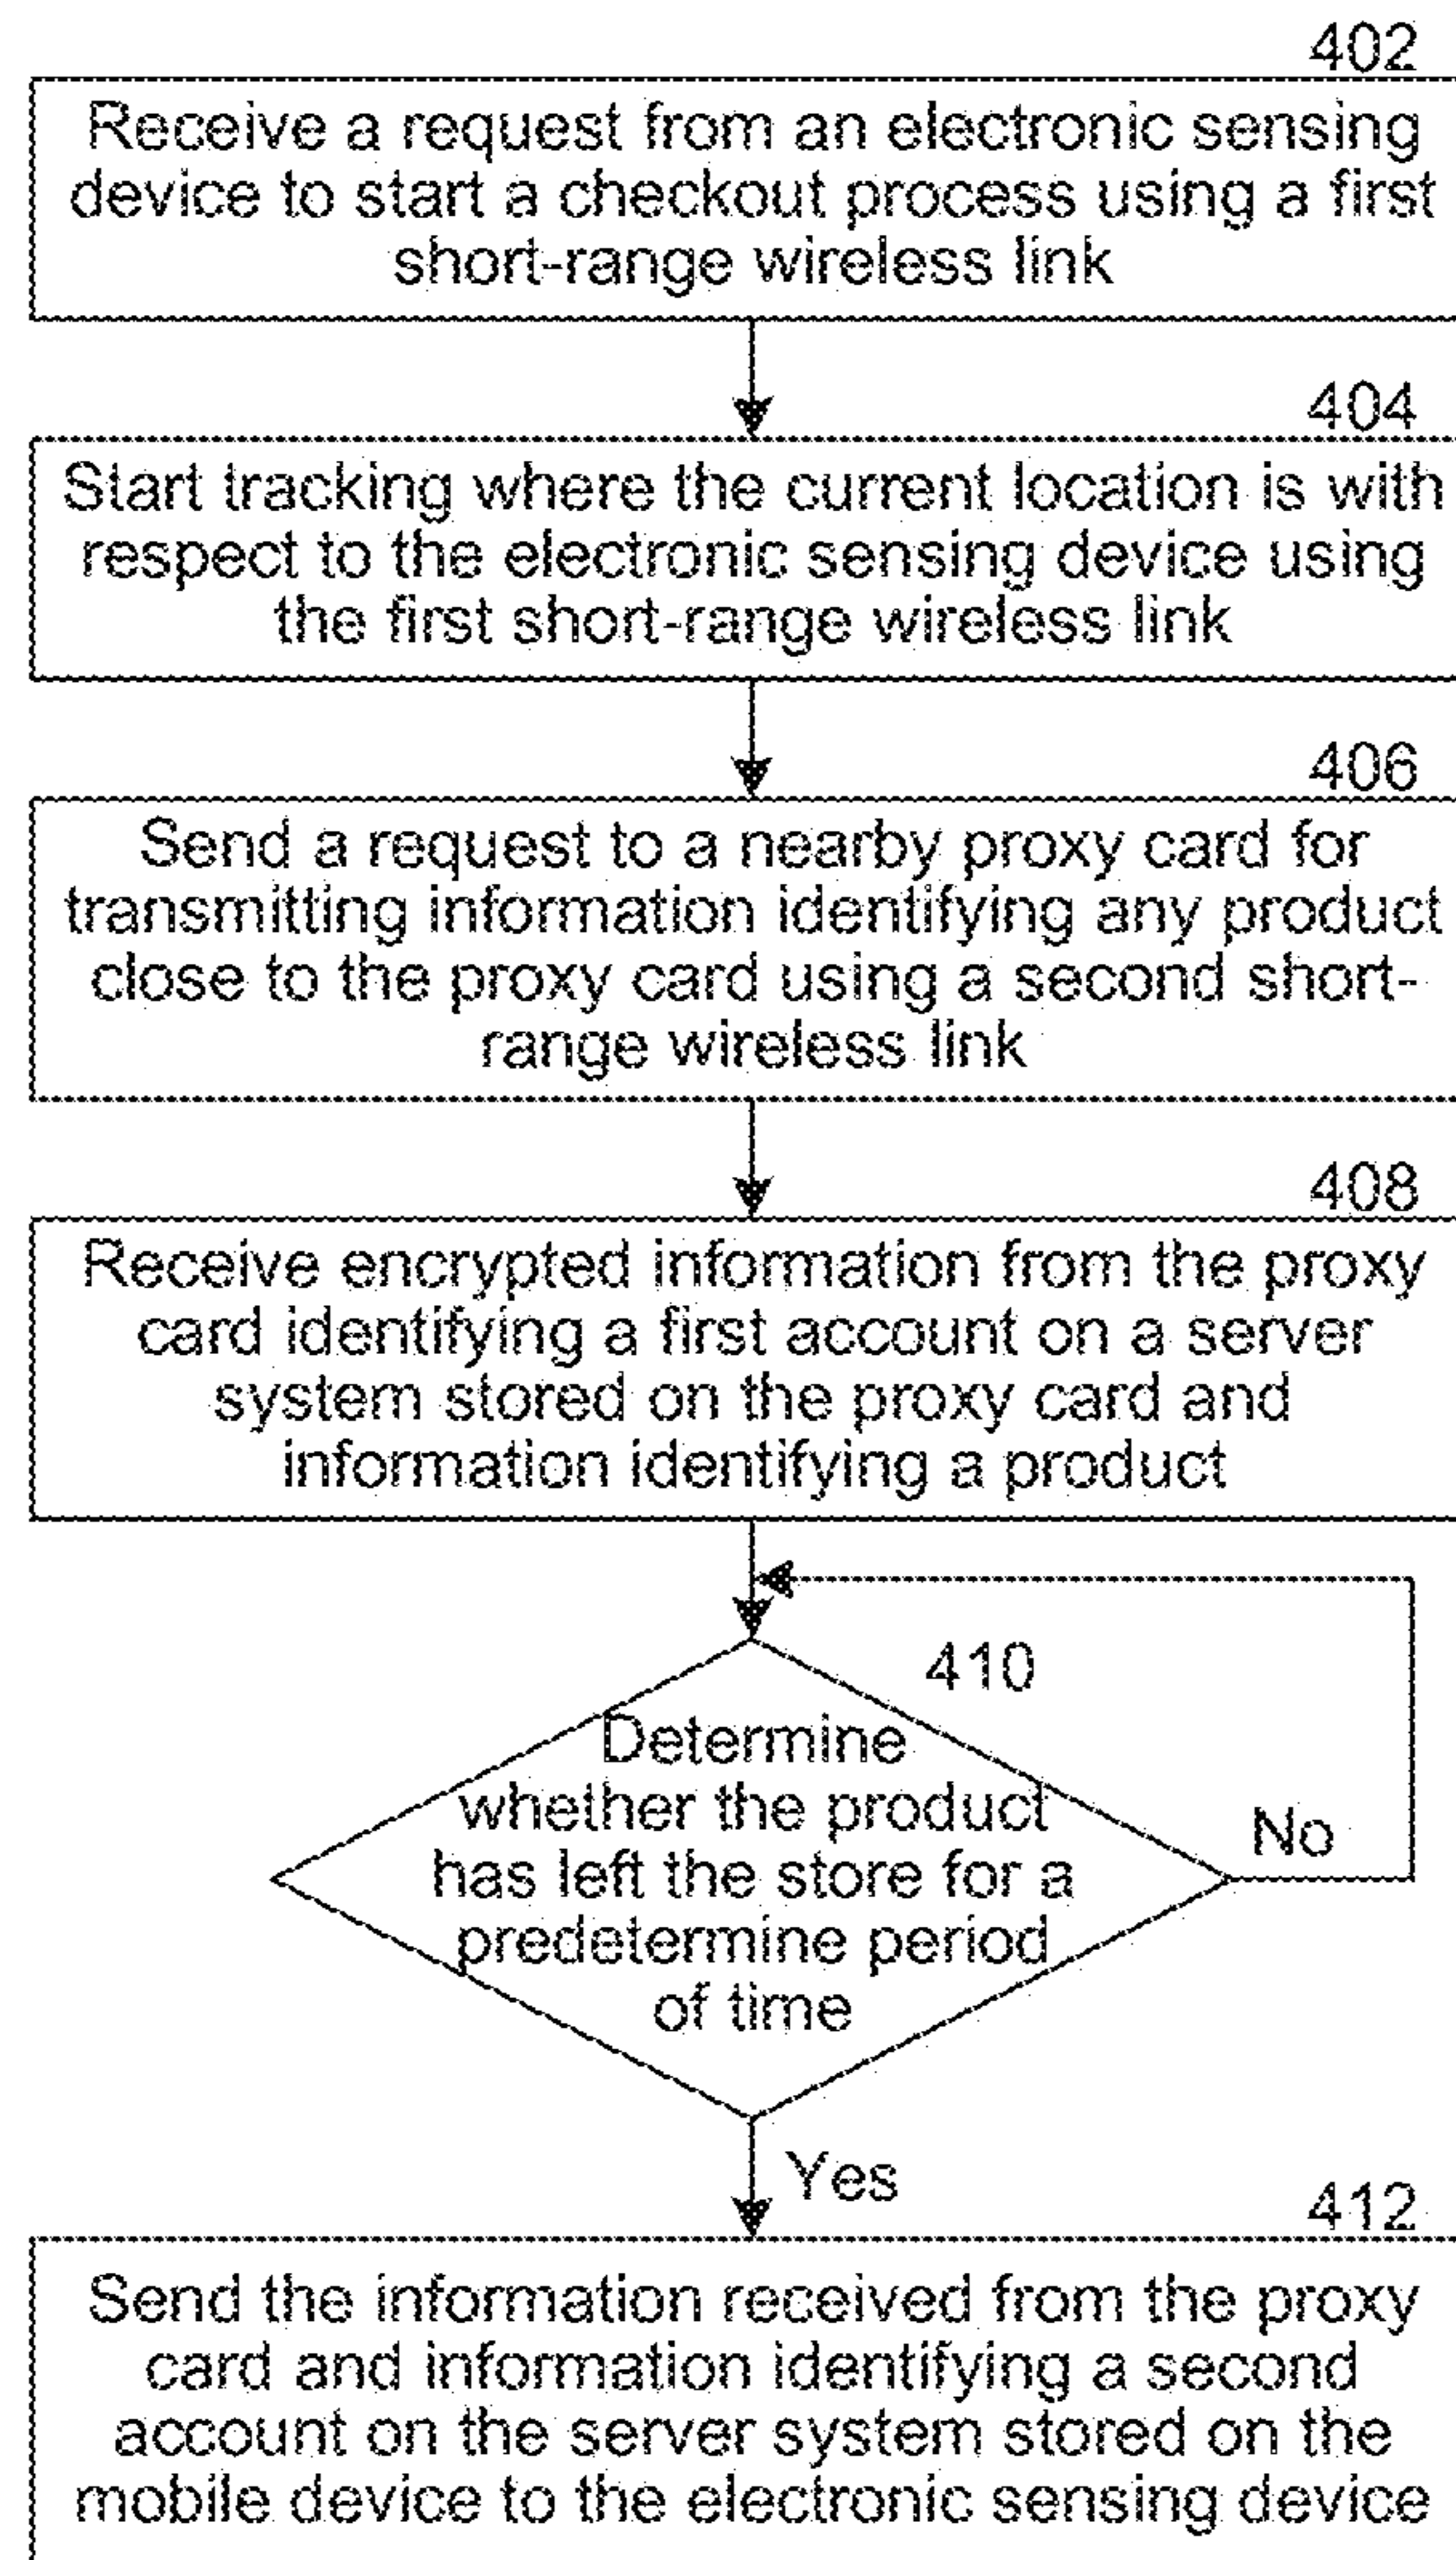 402
Receive a request from an electronic sensing
device to start a checkout process using a first
short-range wireless link
404
Start tracking where the current location is with
respect to the electronic sensing device using
the first short-range wireless link
406
Send a request to a nearby proxy card for
transmitting information identifying any product
close to the proxy card using a second short-
range wireless link
408
Receive encrypted information from the proxy
card identifying a first account on a server
system stored on the proxy card and
information identifying a product
410
Determine
whether the product
has left the store for a
predetermine period
of time
No
Yes
412
Send the information received from the proxy
card and information identifying a second
account on the server system stored on the
mobile device to the electronic sensing device